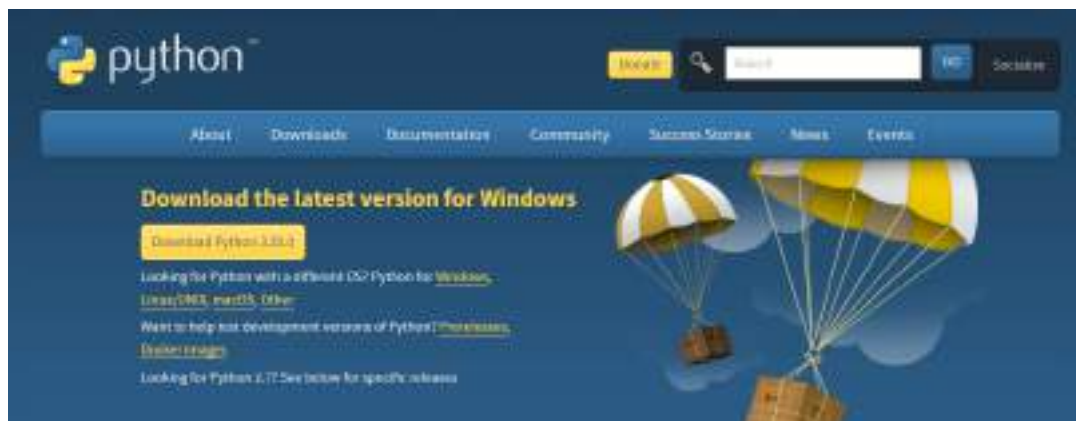 python
Donate Search GO Socialize
About Downloads Documentation Community Success Stories News Events
Download the latest version for Windows
Download Python
Looking for Python with a different OS? Python for Windows,
Linux/UNIX, macOS, Other
Want to help test development versions of Python? Prereleases,
Docker images
Looking for Python 2.7? See below for specific releases